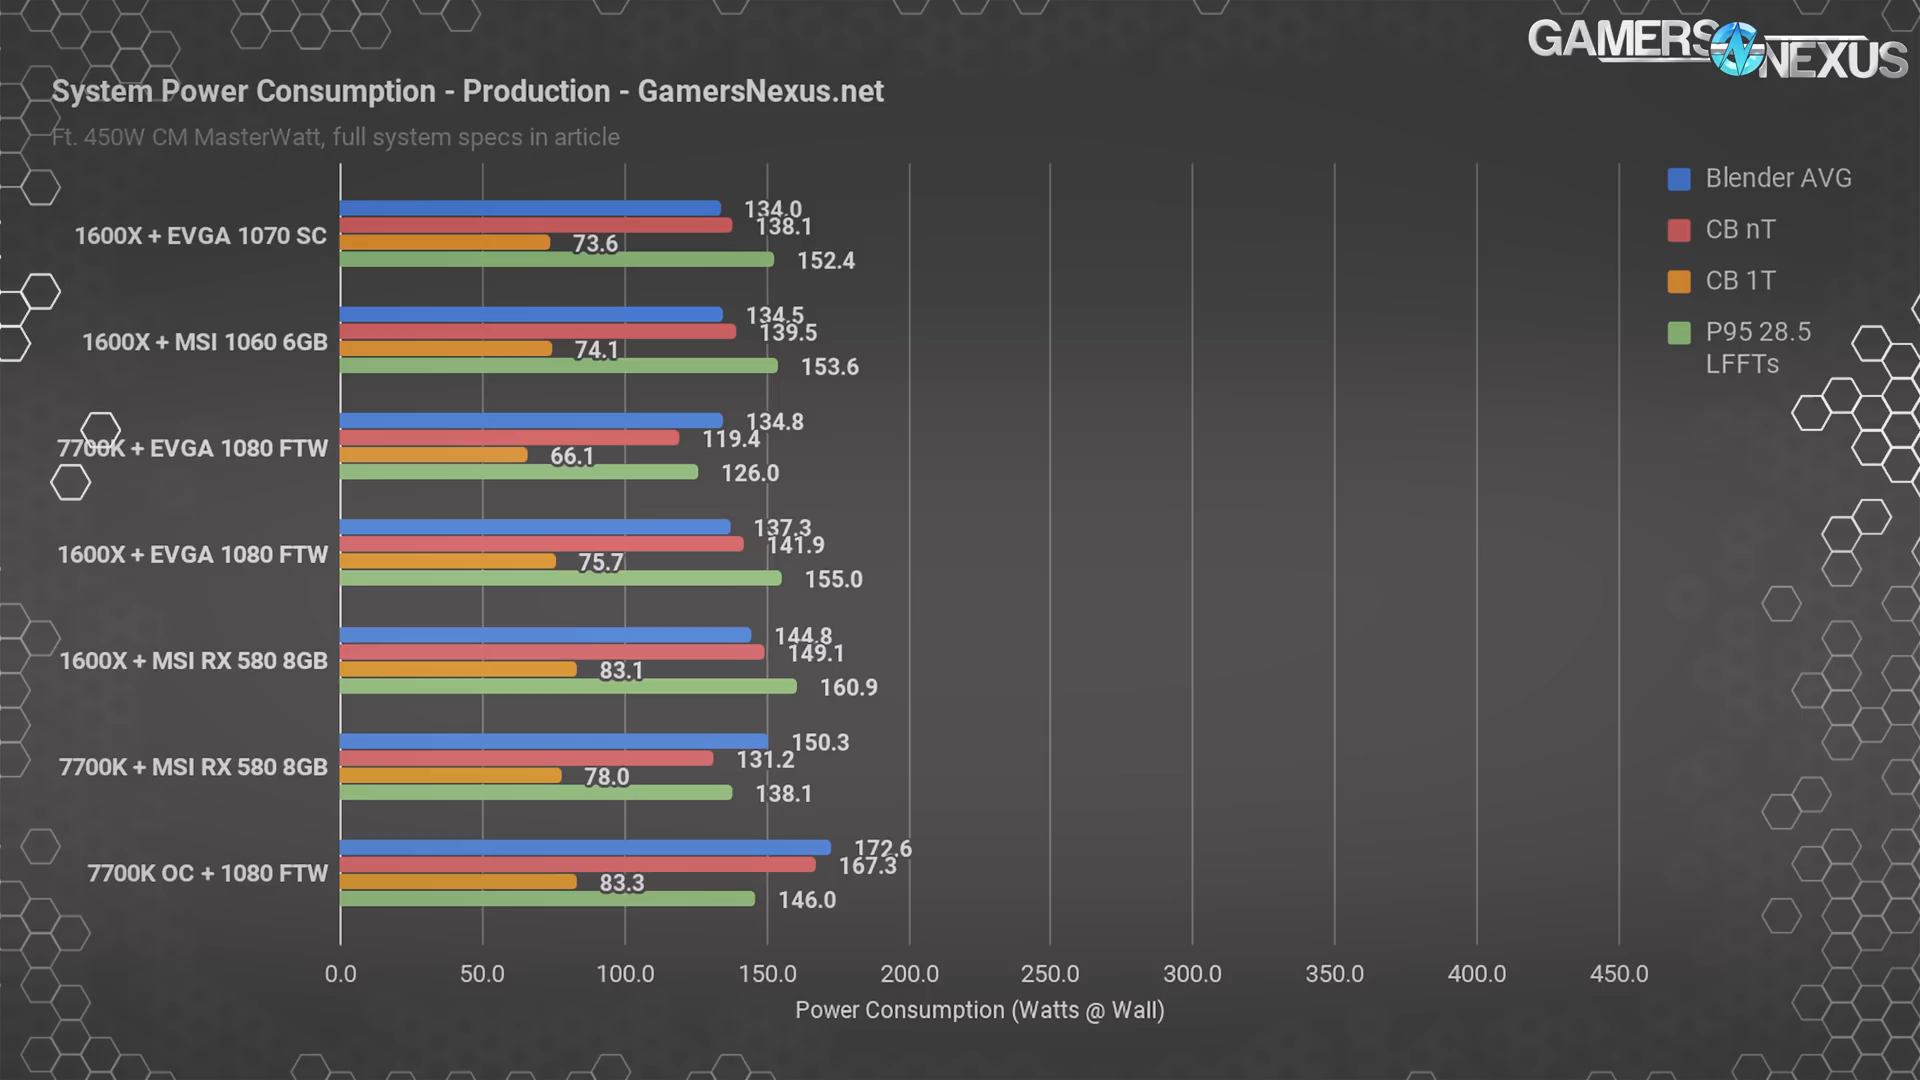 GAMERS NEXUS
System Power Consumption - Production - GamersNexus.net
Ft. 450W CM MasterWatt, full system specs in article
Blender AVG
CB nT
CB 1T
P95 28.5
LFFTs
1600X + EVGA 1070 SC
134.0
138.1
73.6
152.4
1600X + MSI 1060 6GB
134.5
139.5
74.1
153.6
7700K + EVGA 1080 FTW
134.8
119.4
66.1
126.0
1600X + EVGA 1080 FTW
137.3
141.9
75.7
155.0
1600X + MSI RX 580 8GB
144.8
149.1
83.1
160.9
7700K + MSI RX 580 8GB
150.3
131.2
78.0
138.1
7700K OC + 1080 FTW
172.6
167.3
83.3
146.0
0.0 50.0 100.0 150.0 200.0 250.0 300.0 350.0 400.0 450.0
Power Consumption (Watts @ Wall)